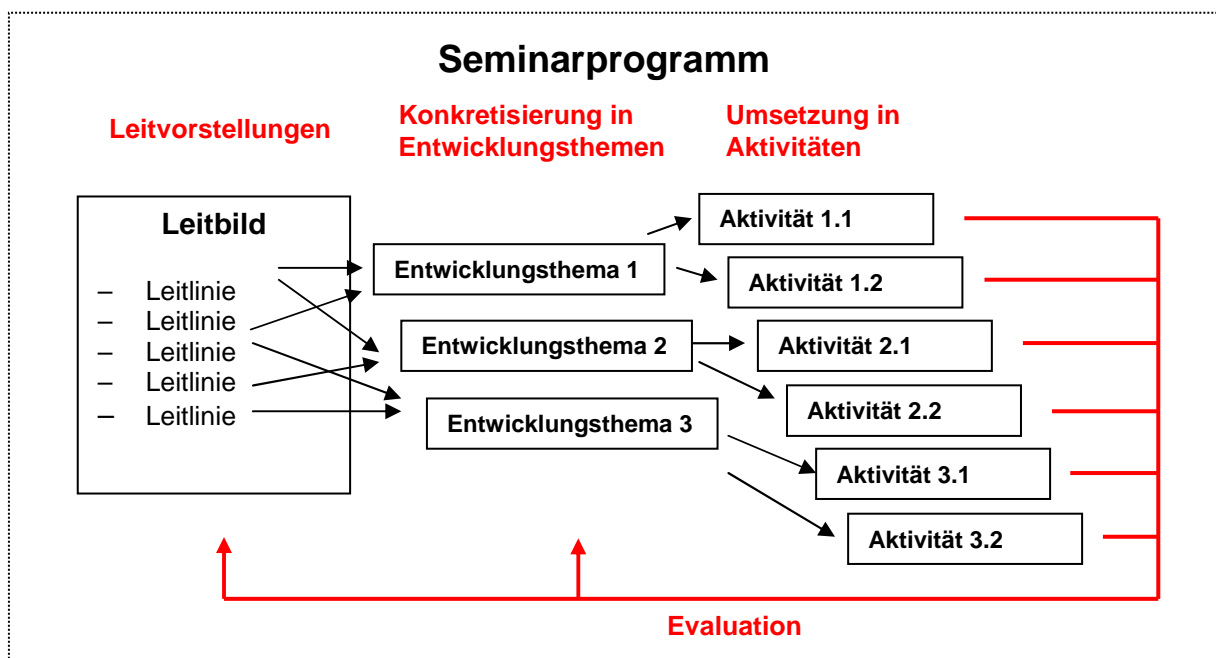 Seminarprogramm
Leitvorstellungen
Konkretisierung in
Entwicklungsthemen
Umsetzung in
Aktivitäten
Leitbild
– Leitlinie
– Leitlinie
– Leitlinie
– Leitlinie
– Leitlinie
Entwicklungsthema 1
Entwicklungsthema 2
Entwicklungsthema 3
Aktivität 1.1
Aktivität 1.2
Aktivität 2.1
Aktivität 2.2
Aktivität 3.1
Aktivität 3.2
Evaluation